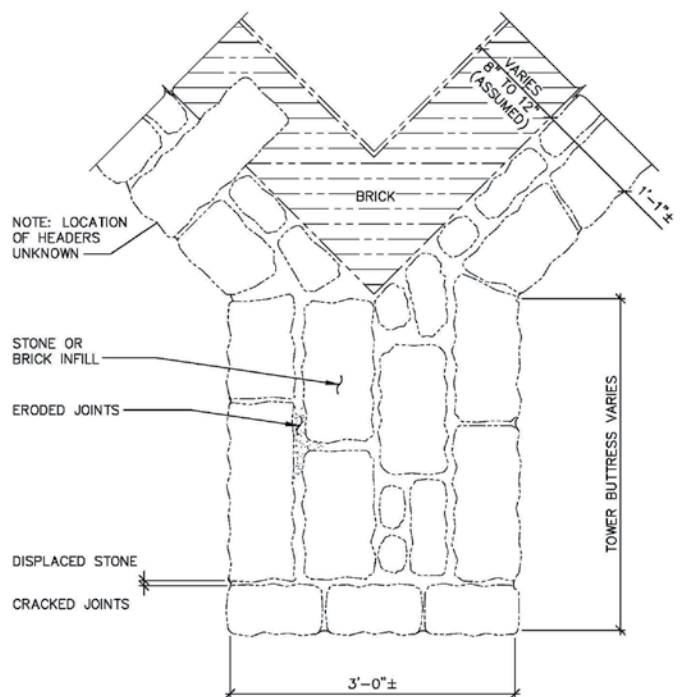 VARIES
8" TO 12"
(ASSUMED)
BRICK
1'-1"±
NOTE: LOCATION
OF HEADERS
UNKNOWN
STONE OR
BRICK INFILL
ERODED JOINTS
TOWER BUTTRESS VARIES
DISPLACED STONE
CRACKED JOINTS
3'-0"±